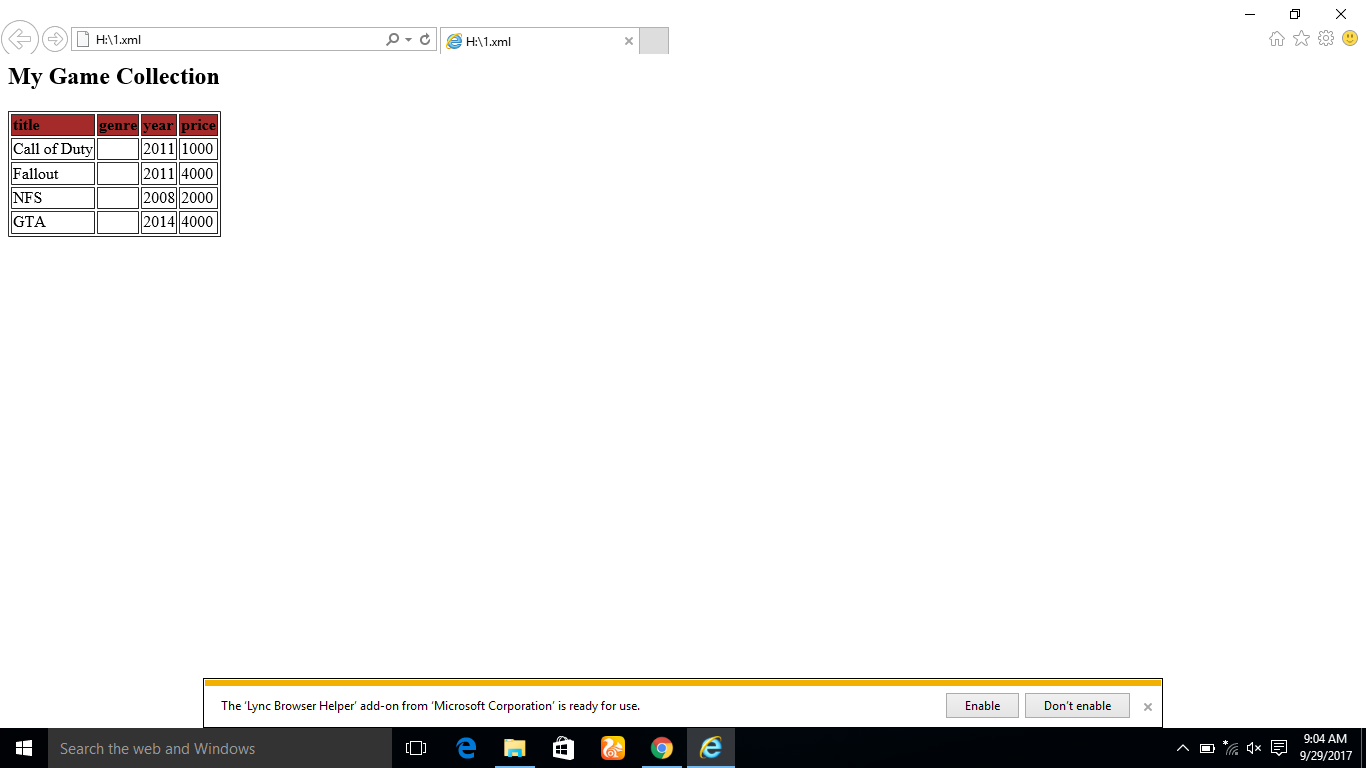 H:\1.xml
H:\1.xml
My Game Collection
title genre year price
Call of Duty 2011 1000
Fallout 2011 4000
NFS 2008 2000
GTA 2014 4000
The ‘Lync Browser Helper’ add-on from ‘Microsoft Corporation’ is ready for use.
Enable
Don't enable
Search the web and Windows
9:04 AM
9/29/2017